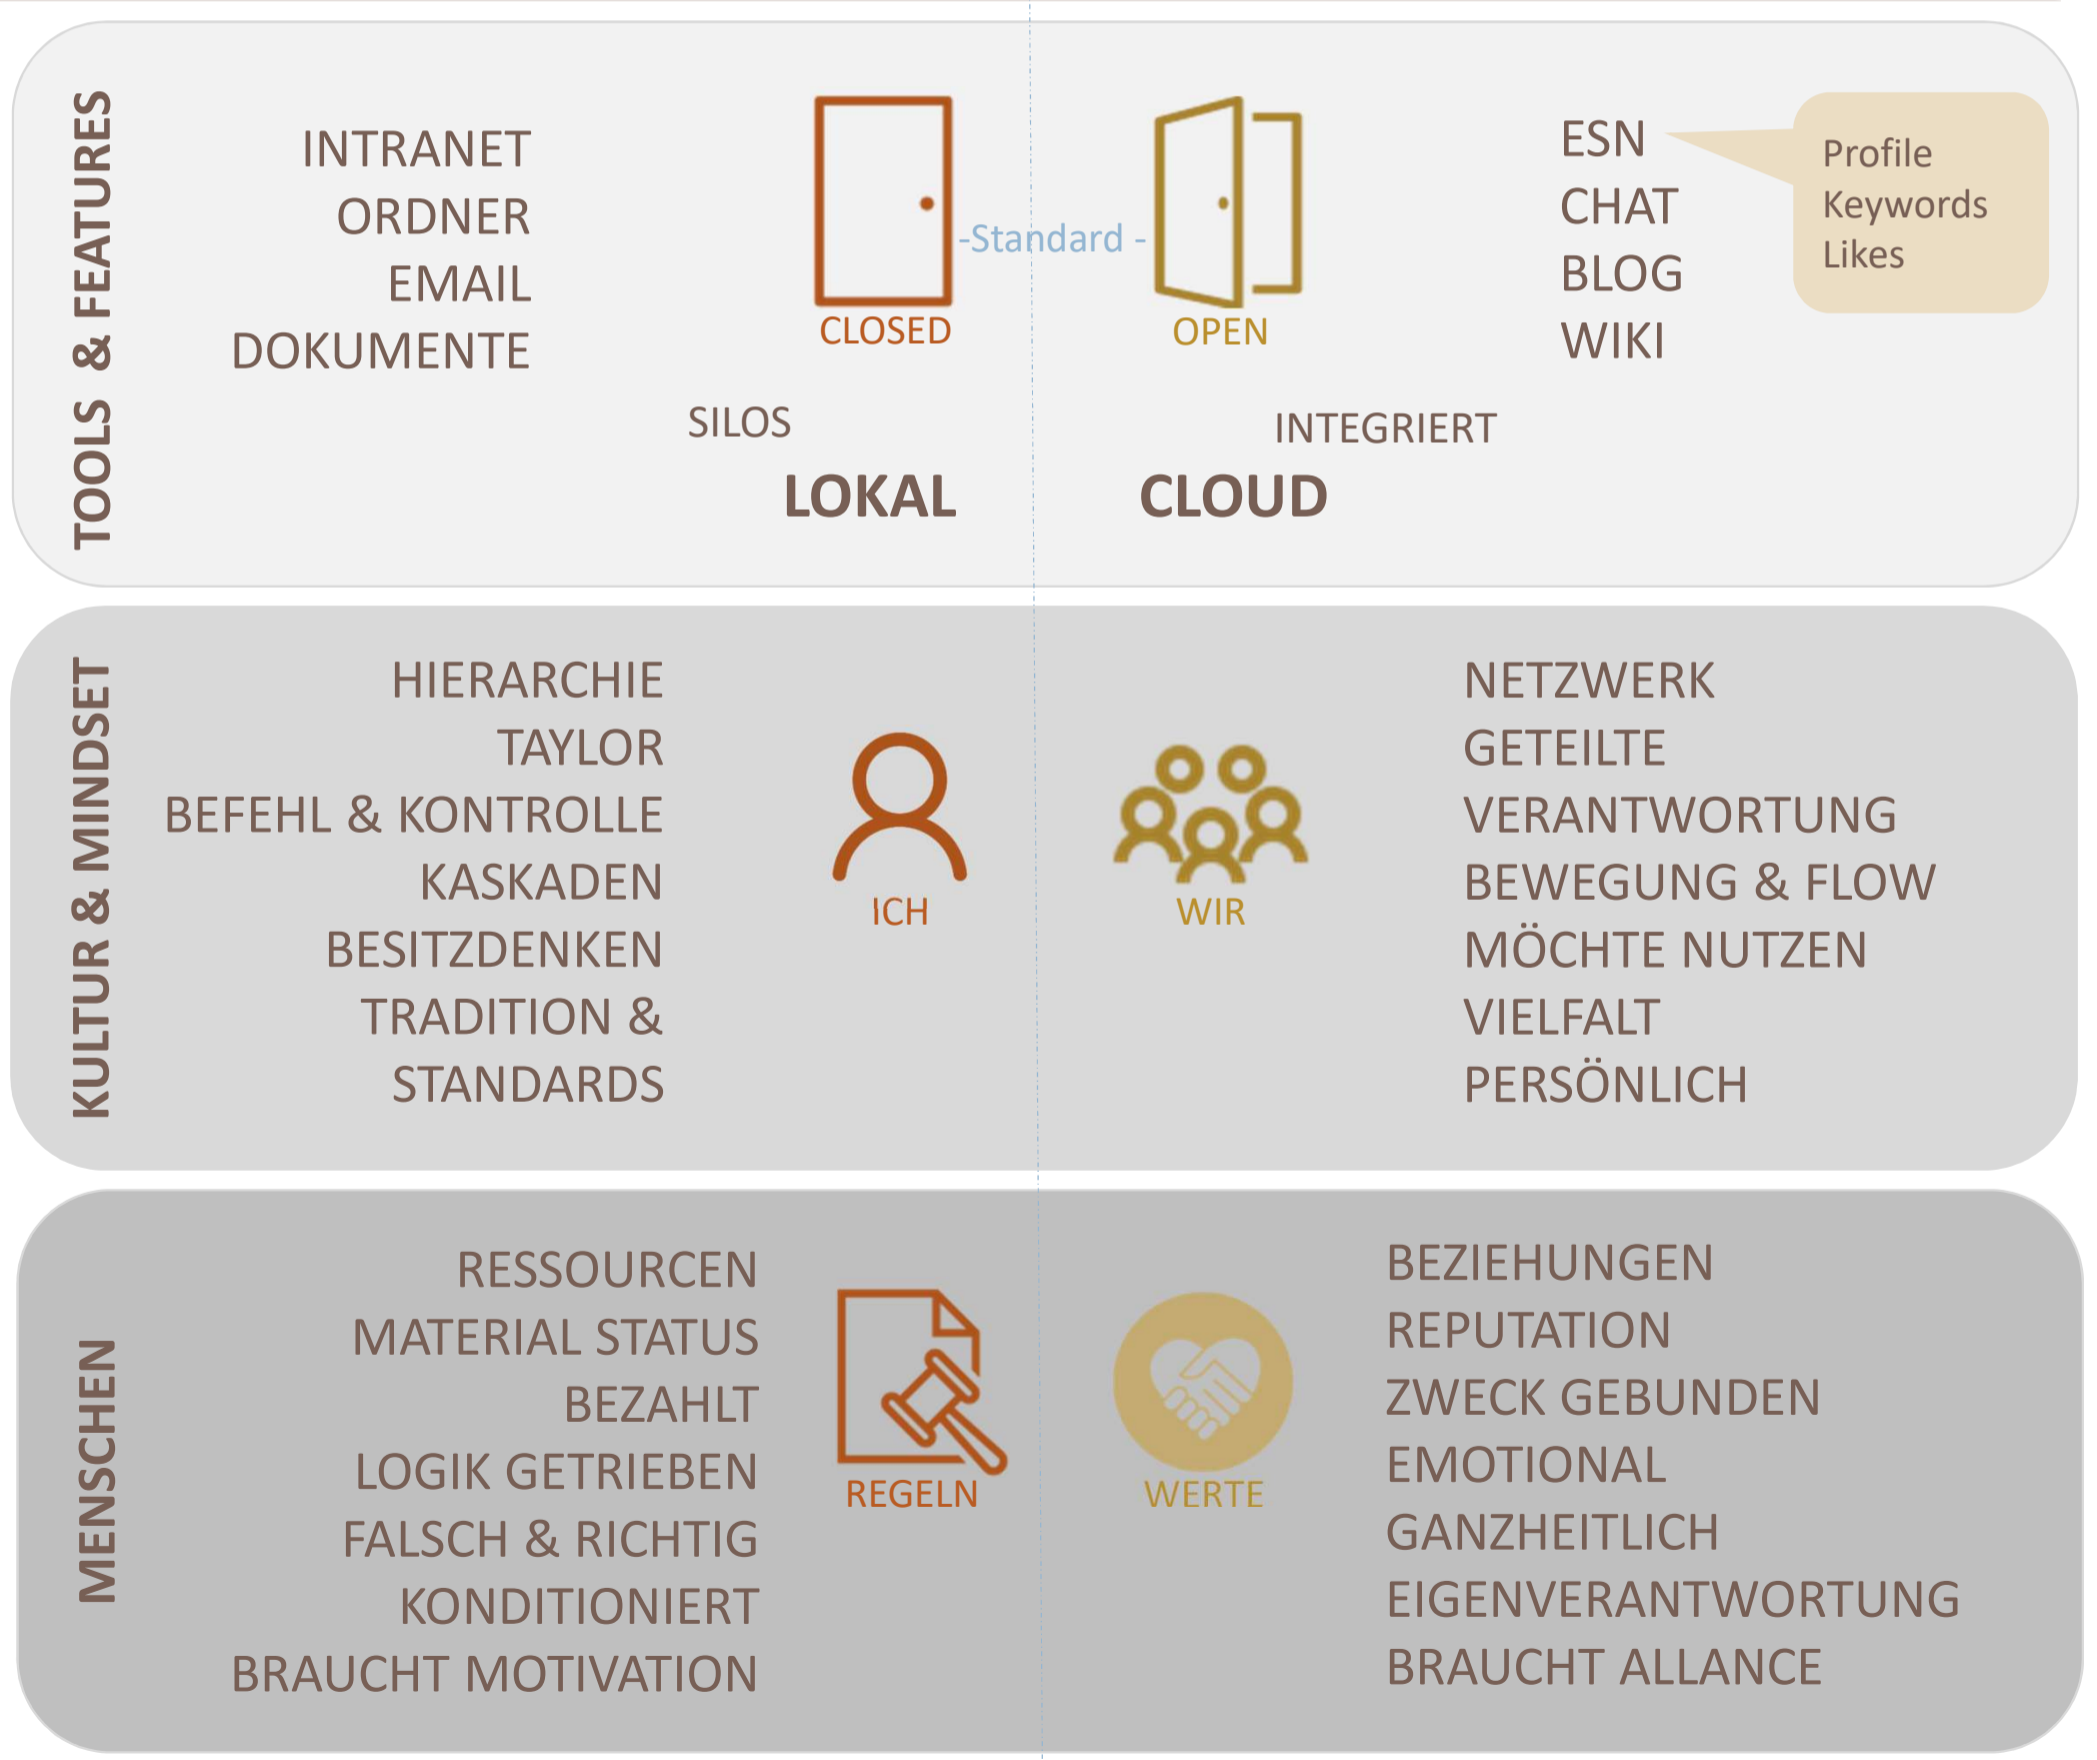 TOOLS & FEATURES
INTRANET
ORDNER
EMAIL
DOKUMENTE
CLOSED
-Standard -
OPEN
ESN
CHAT
BLOG
WIKI
Profile
Keywords
Likes
SILOS
INTEGRIERT
LOKAL
CLOUD
KULTUR & MINDSET
HIERARCHIE
TAYLOR
BEFEHL & KONTROLLE
KASKADEN
BESITZDENKEN
TRADITION &
STANDARDS
ICH
WIR
NETZWERK
GETEILTE
VERANTWORTUNG
BEWEGUNG & FLOW
MÖCHTE NUTZEN
VIELFALT
PERSÖNLICH
MENSCHEN
RESSOURCEN
MATERIAL STATUS
BEZAHLT
LOGIK GETRIEBEN
FALSCH & RICHTIG
KONDITIONIERT
BRAUCHT MOTIVATION
REGELN
WERTE
BEZIEHUNGEN
REPUTATION
ZWECK GEBUNDEN
EMOTIONAL
GANZHEITLICH
EIGENVERANTWORTUNG
BRAUCHT ALLANCE